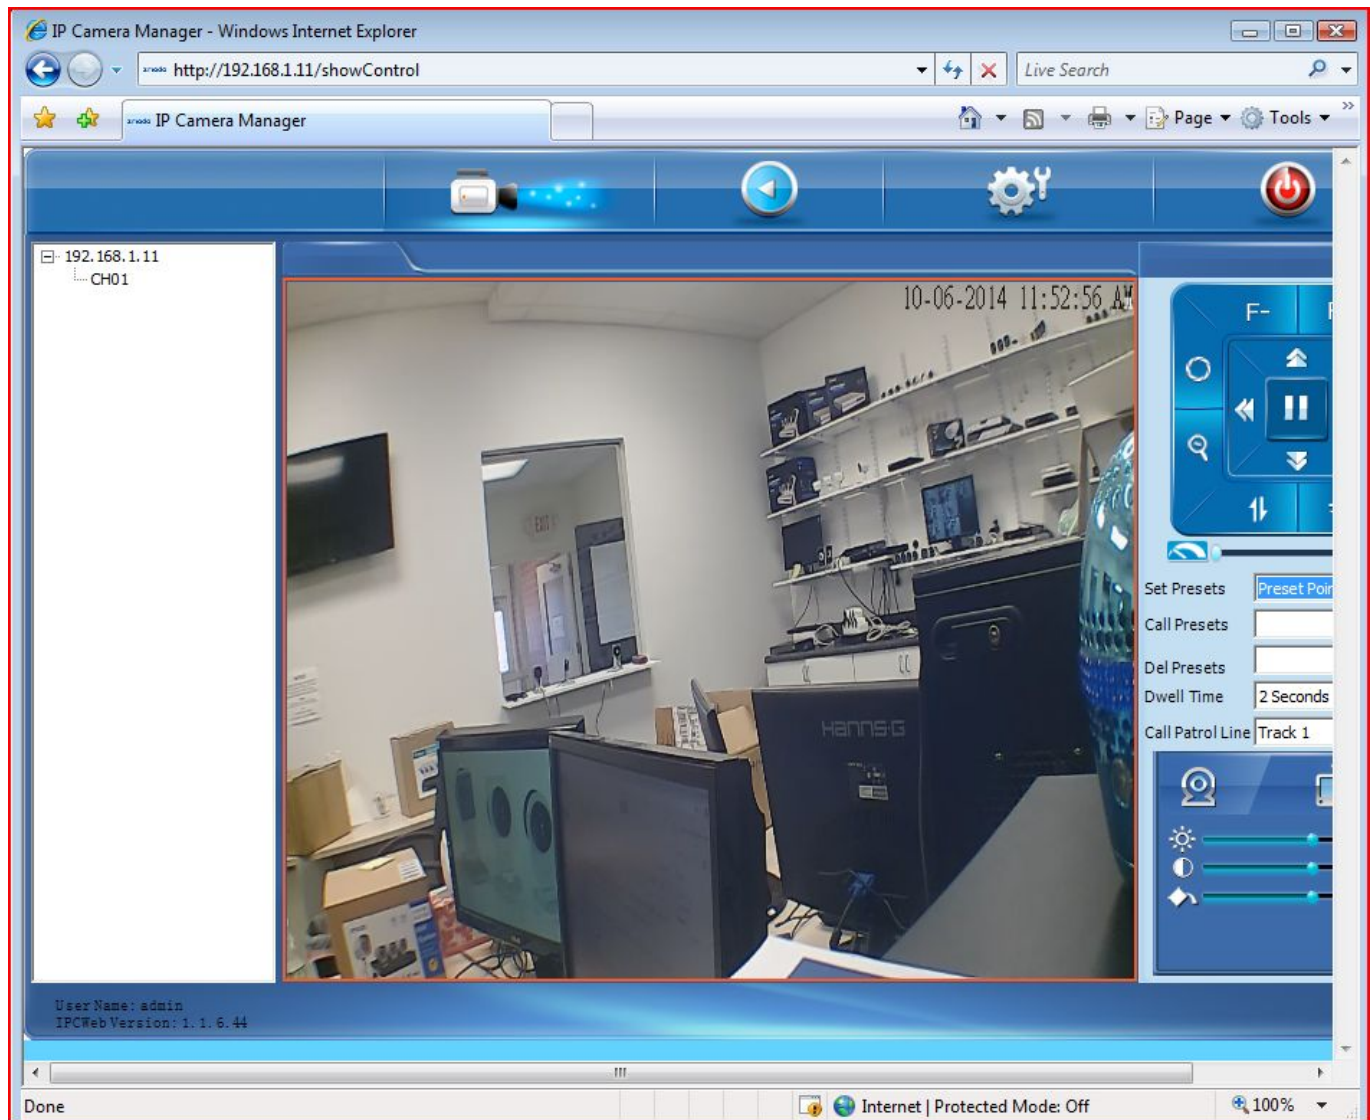 IP Camera Manager - Windows Internet Explorer
http://192.168.1.11/showControl
Live Search
IP Camera Manager
Page
Tools
192.168.1.11
CH01
10-06-2014 11:52:56 AM
F-
EXIT
HANNS·G
Set Presets
Preset Poin
Call Presets
Del Presets
Dwell Time
2 Seconds
Call Patrol Line
Track 1
User Name: admin
IPCWeb Version: 1.1.6.44
Done
Internet | Protected Mode: Off
100%